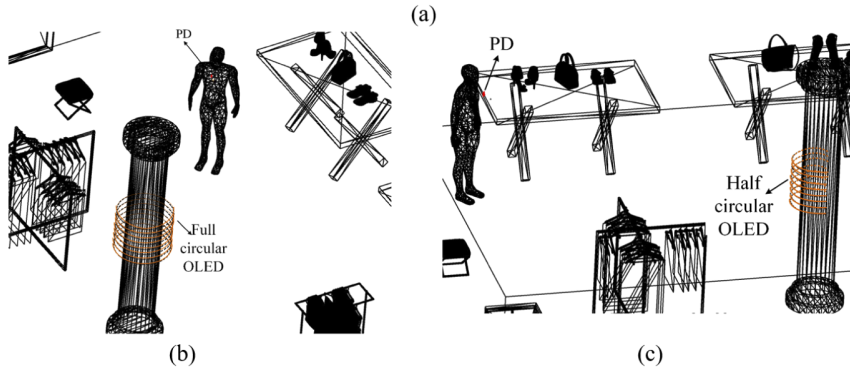 (a)
PD
Full
circular
OLED
(b)
PD
Half
circular
OLED
(c)